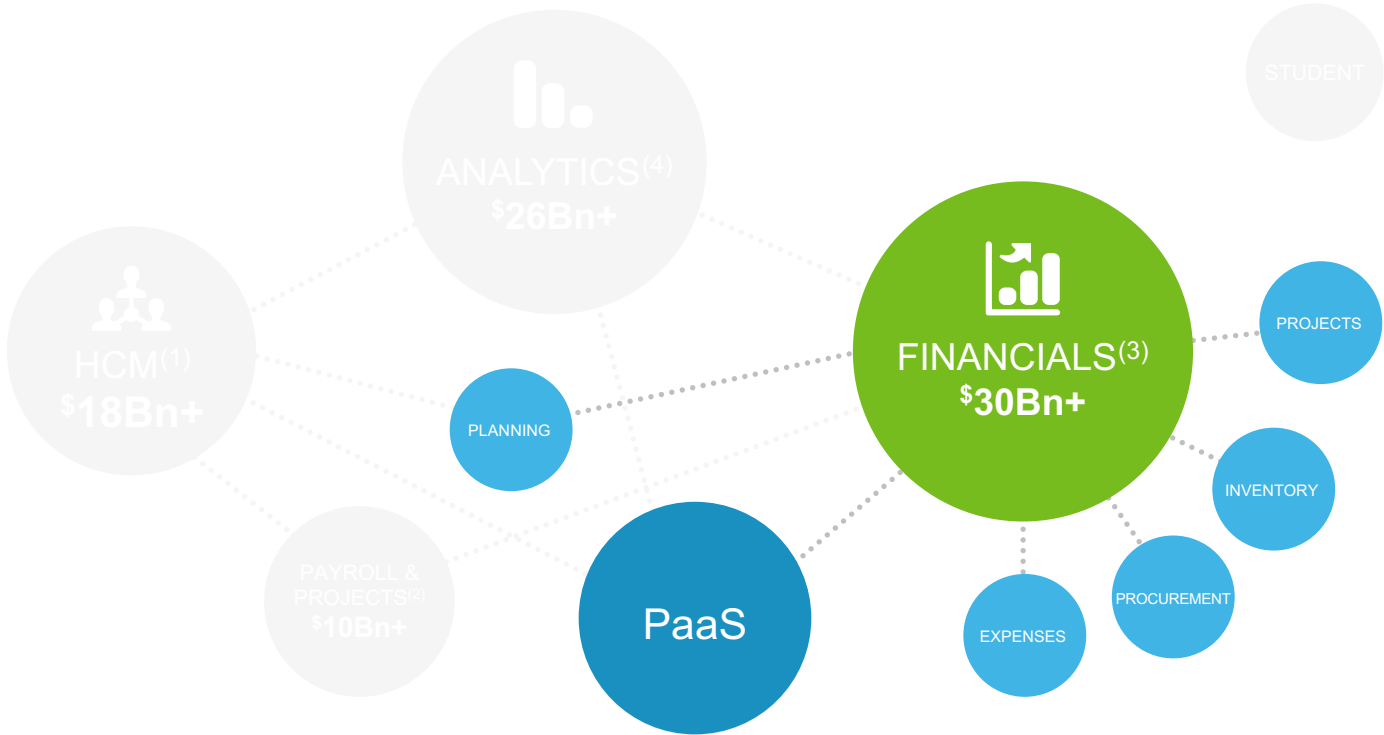 STUDENT
ANALYTICS(4)
$26Bn+
HCM(1)
$18Bn+
FINANCIALS(3)
$30Bn+
PROJECTS
PLANNING
INVENTORY
PAYROLL &
PROJECTS(2)
$10Bn+
PaaS
PROCUREMENT
EXPENSES